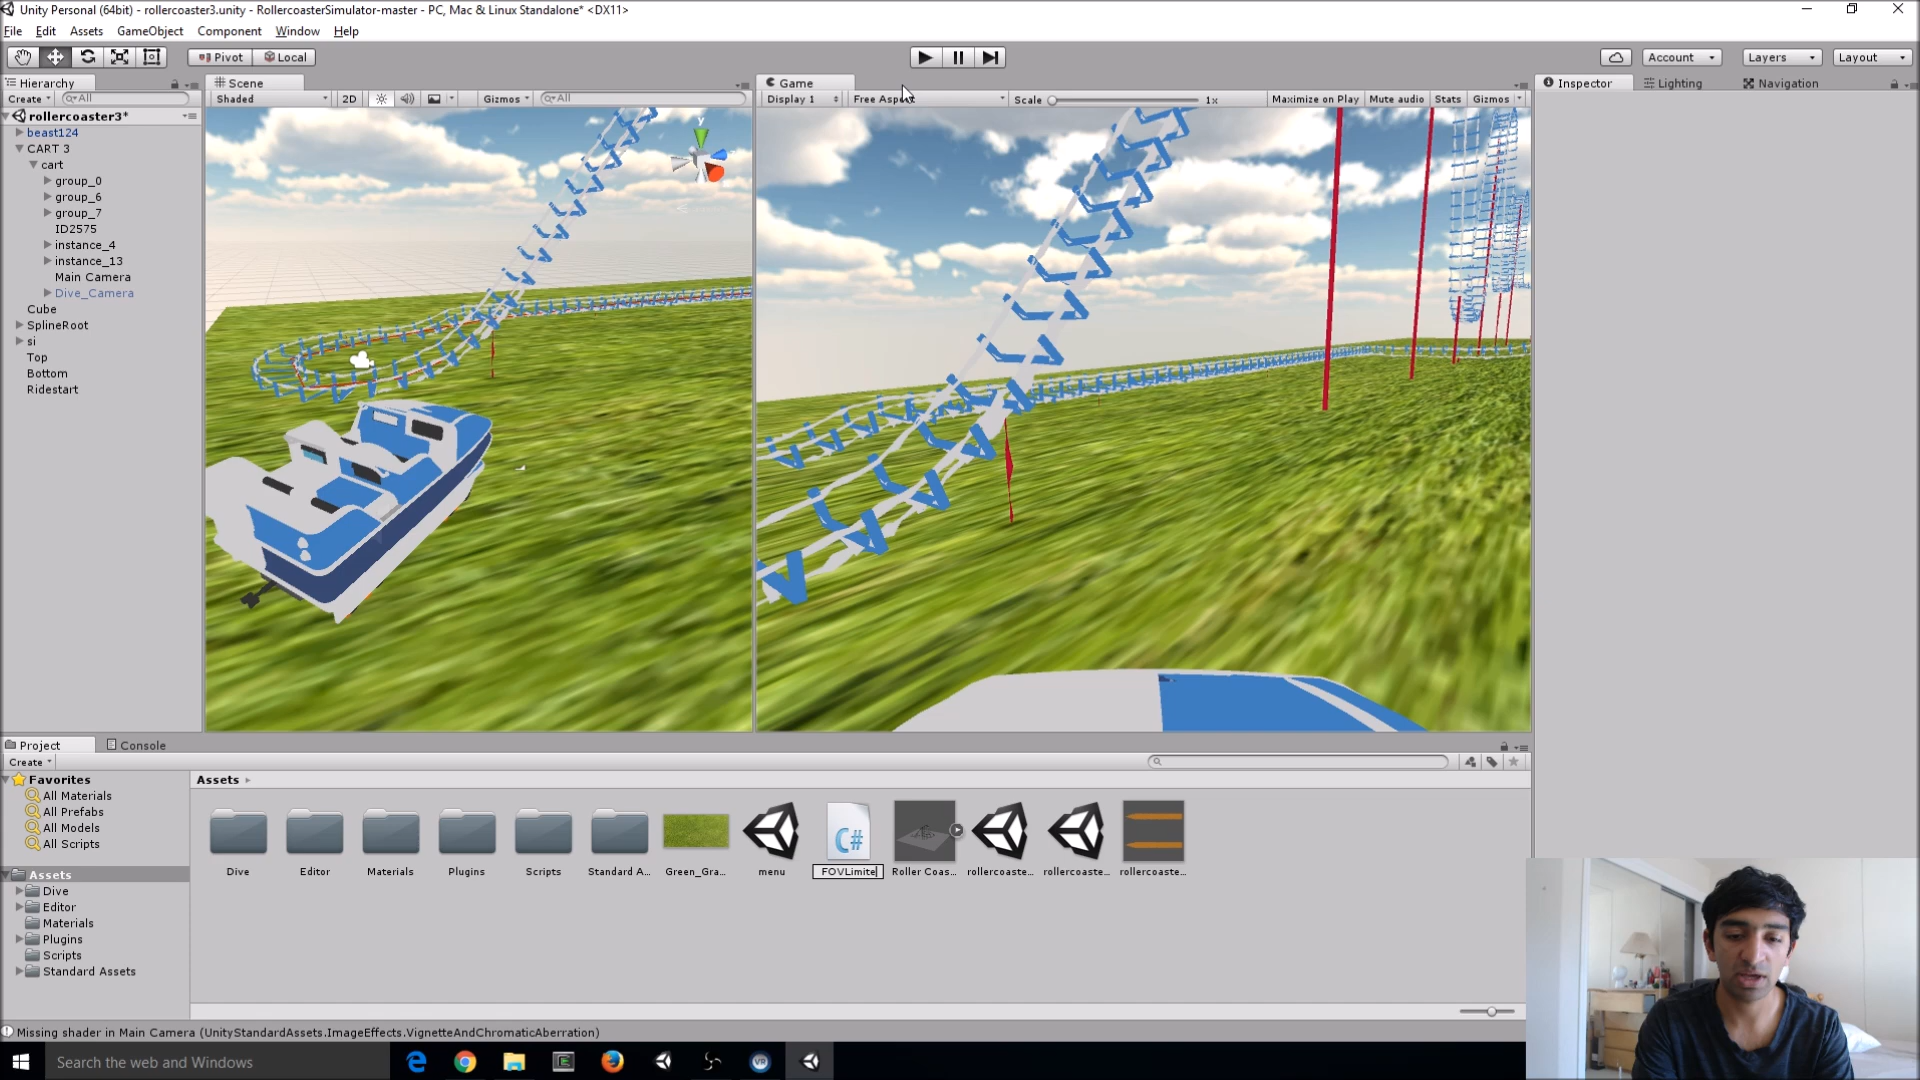 Unity Personal (64bit) - rollercoaster3.unity - RollercoasterSimulator-master - PC, Mac & Linux Standalone* <DX11>
File Edit Assets GameObject Component Window Help
Pivot Local Account Layers Layout
Hierarchy Scene Game Inspector Lighting Navigation
Create All Shaded 2D Gizmos All Display 1 Free Aspect Scale 1x Maximize on Play Mute audio Stats Gizmos
rollercoaster3*
beast124
CART 3
cart
group_0
group_6
group_7
ID2575
instance_4
instance_13
Main Camera
Dive_Camera
Cube
SplineRoot
si
Top
Bottom
Ridestart
y
Project Console
Create
Favorites
All Materials
All Prefabs
All Models
All Scripts
Assets
Dive
Editor
Materials
Plugins
Scripts
Standard Assets
Assets
C#
Dive Editor Materials Plugins Scripts Standard A... Green_Gra... menu FOVLimite Roller Coas... rollercoaste... rollercoaste... rollercoaste...
Missing shader in Main Camera (UnityStandardAssets.ImageEffects.VignetteAndChromaticAberration)
Search the web and Windows
VR